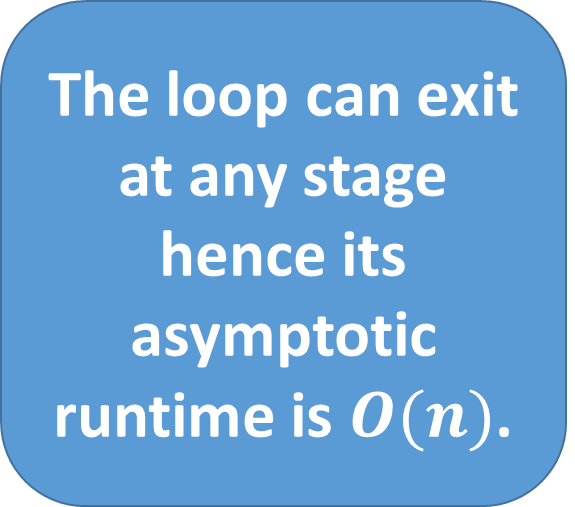 The loop can exit
at any stage
hence its
asymptotic
runtime is O(n).